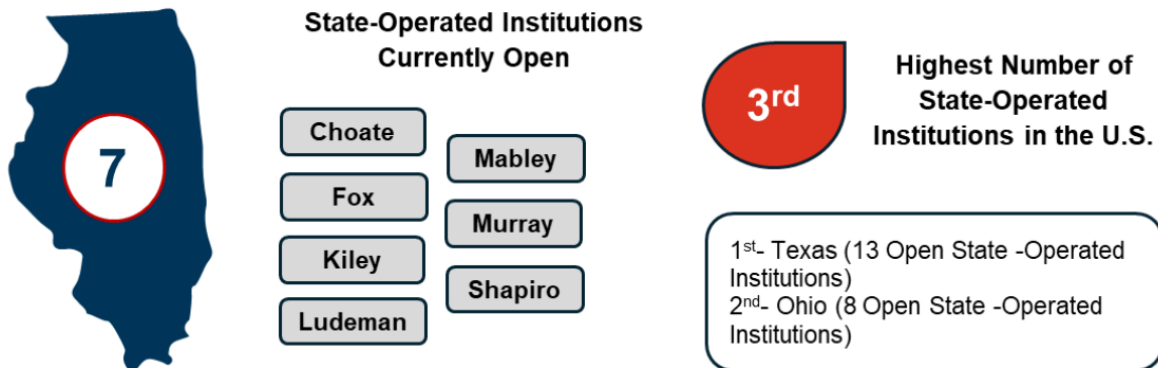 7
State-Operated Institutions
Currently Open
Choate
Fox
Kiley
Ludeman
Mabley
Murray
Shapiro
3rd
Highest Number of
State-Operated
Institutions in the U.S.
1st- Texas (13 Open State -Operated
Institutions)
2nd- Ohio (8 Open State -Operated
Institutions)